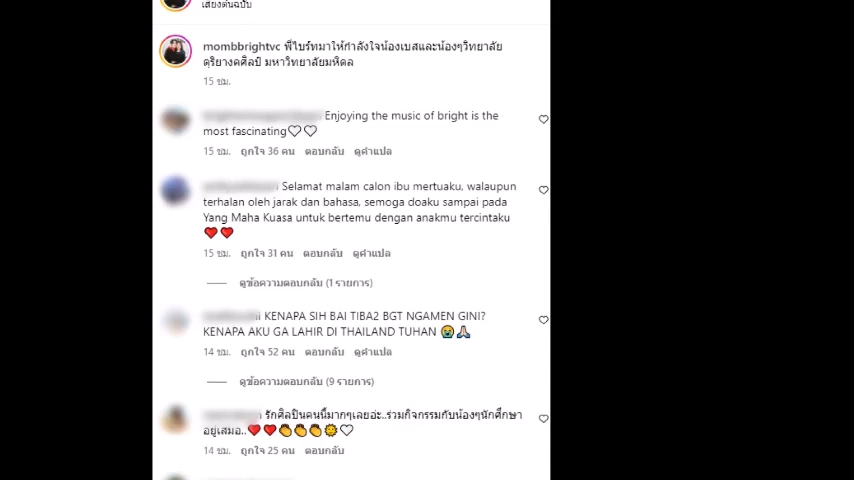 เสียงต้นฉบับ
mombbrightvc พี่ไบร์ทมาให้กำลังใจน้องเบสและน้องๆวิทยาลัย
ดุริยางคศิลป์ มหาวิทยาลัยมหิดล
15 ชม.
Enjoying the music of bright is the
most fascinating🤍🤍
15 ชม. ถูกใจ 36 คน ตอบกลับ ดูคำแปล
Selamat malam calon ibu mertuaku, walaupun
terhalan oleh jarak dan bahasa, semoga doaku sampai pada
Yang Maha Kuasa untuk bertemu dengan anakmu tercintaku
❤️❤️
15 ชม. ถูกใจ 31 คน ตอบกลับ ดูคำแปล
ดูข้อความตอบกลับ (1 รายการ)
KENAPA SIH BAI TIBA2 BGT NGAMEN GINI?
KENAPA AKU GA LAHIR DI THAILAND TUHAN 😭🙏🏻
14 ชม. ถูกใจ 52 คน ตอบกลับ ดูคำแปล
ดูข้อความตอบกลับ (9 รายการ)
รักศิลปินคนนี้มากๆเลยอ่ะ..ร่วมกิจกรรมกับน้องๆนักศึกษา
อยู่เสมอ..❤️❤️👏👏👏🌞🤍
14 ชม. ถูกใจ 25 คน ตอบกลับ